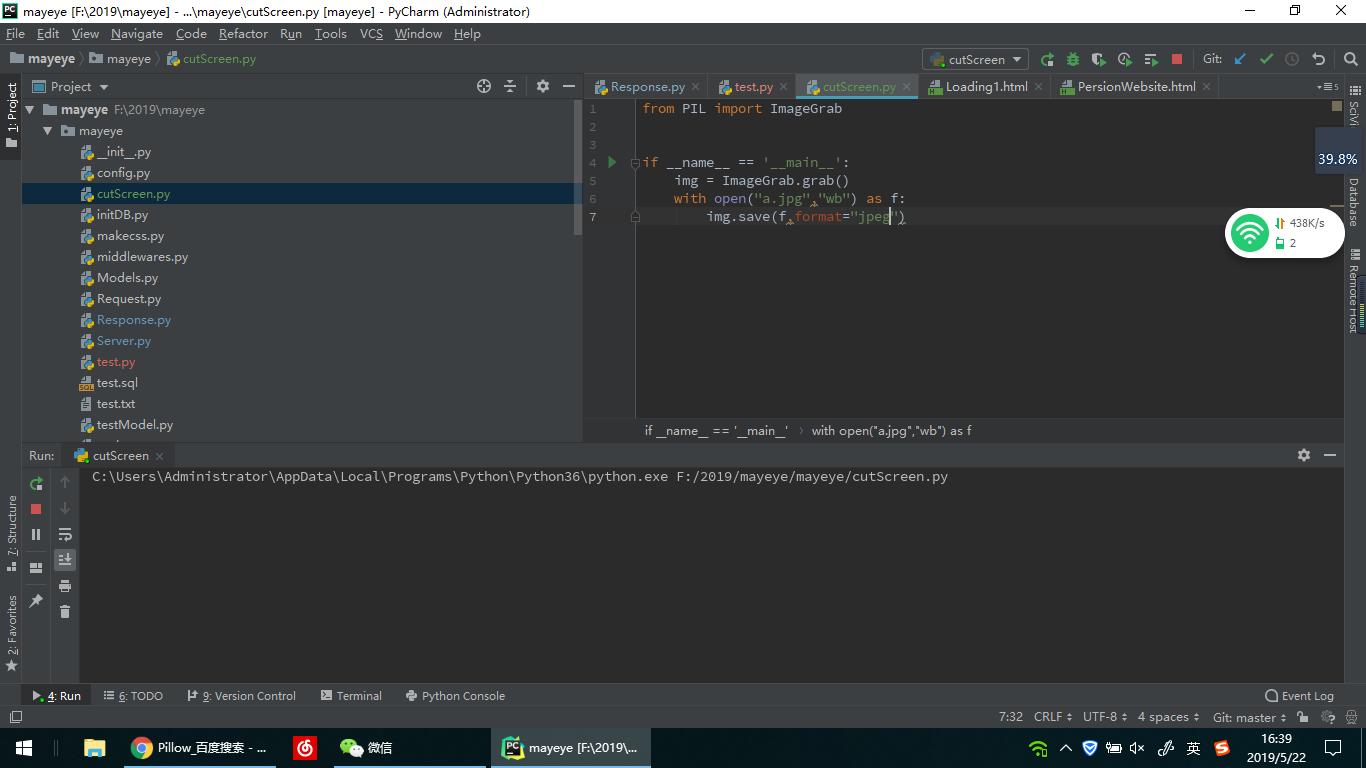 mayeye [F:\2019\mayeye] - ...\mayeye\cutScreen.py [mayeye] - PyCharm (Administrator)
File Edit View Navigate Code Refactor Run Tools VCS Window Help
mayeye mayeye cutScreen.py
cutScreen
Git:
1: Project
Project
Response.py test.py cutScreen.py Loading1.html PersionWebsite.html
5
mayeye F:\2019\mayeye
mayeye
__init__.py
config.py
cutScreen.py
initDB.py
makecss.py
middlewares.py
Models.py
Request.py
Response.py
Server.py
test.py
test.sql
test.txt
testModel.py
1 from PIL import ImageGrab
2
3
4 if __name__ == '__main__':
5 img = ImageGrab.grab()
6 with open("a.jpg","wb") as f:
7 img.save(f,format="jpeg")
if __name__ == '__main__' › with open("a.jpg","wb") as f
SciVi
39.8%
Database
438K/s
2
Remote Host
Run: cutScreen
C:\Users\Administrator\AppData\Local\Programs\Python\Python36\python.exe F:/2019/mayeye/mayeye/cutScreen.py
7: Structure
2: Favorites
4: Run 6: TODO 9: Version Control Terminal Python Console Event Log
7:32 CRLF UTF-8 4 spaces Git: master
Pillow_百度搜索 - ...
微信
mayeye [F:\2019\...
英
16:39
2019/5/22